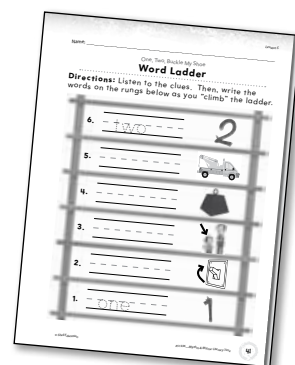 Name
One, Two, Buckle My Shoe
Word Ladder
Directions: Listen to the clues. Then, write the
words on the rungs below as you "climb" the ladder.
6. two 2
5.
4.
3.
2.
1. one 1
41